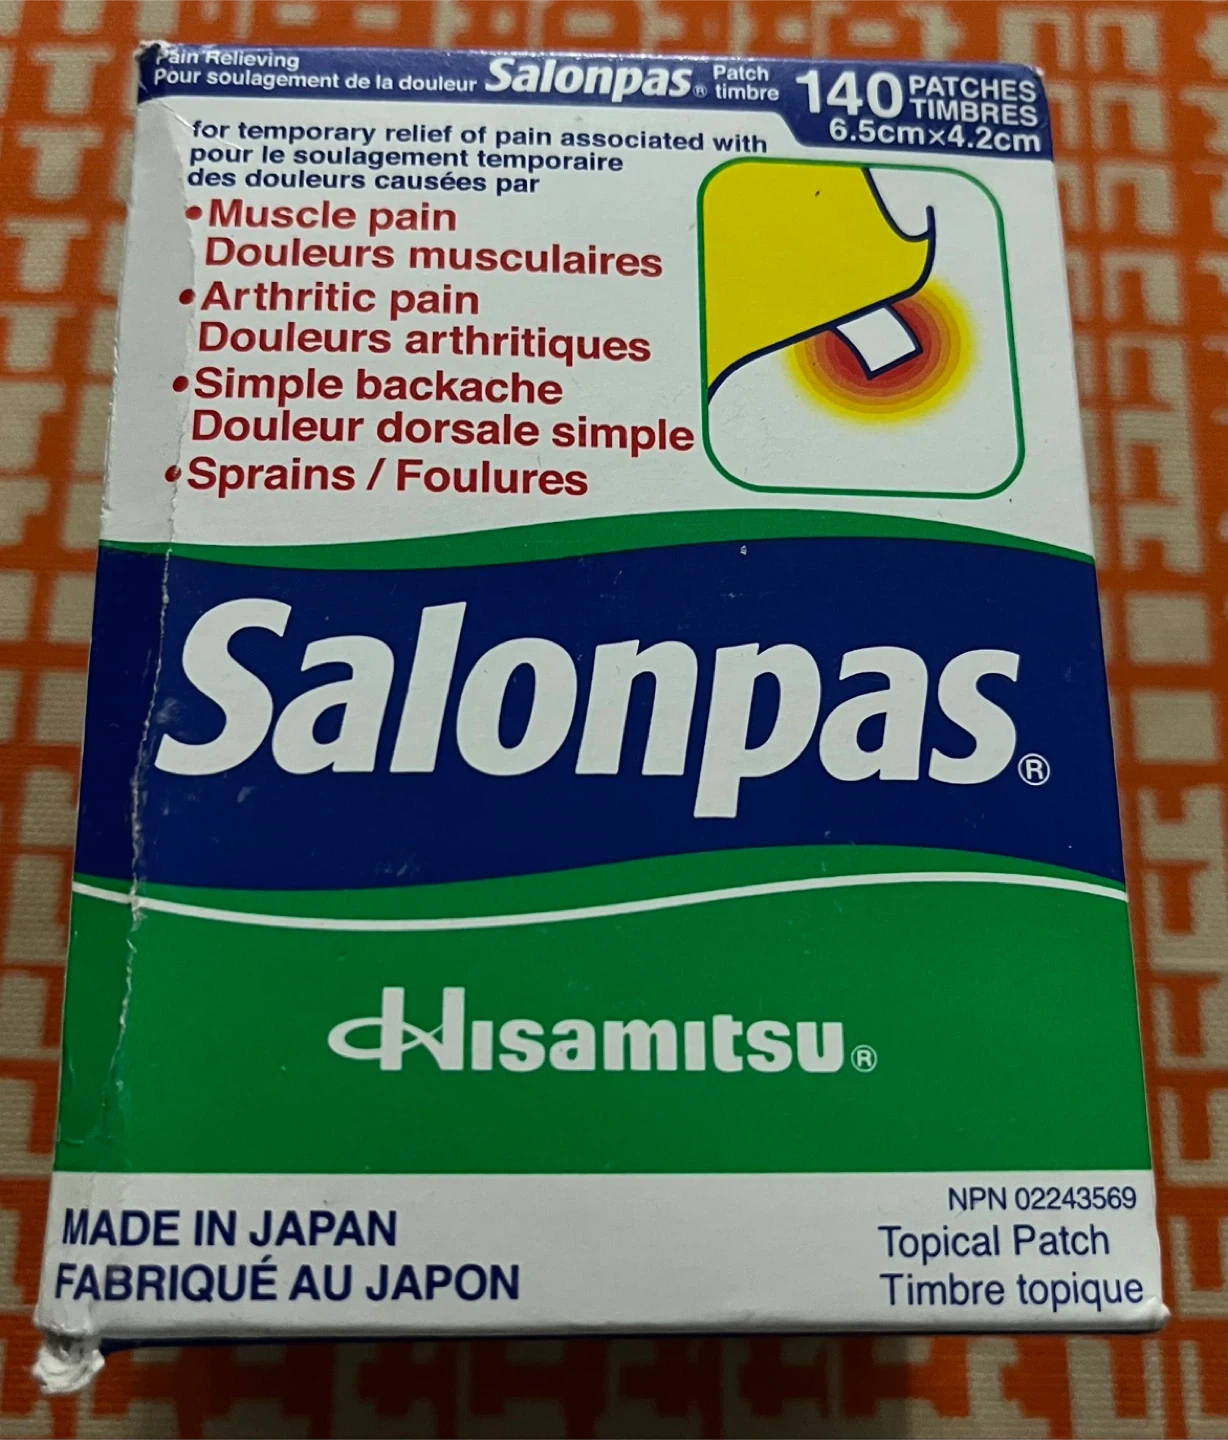 Pain Relieving
Pour soulagement de la douleur Salonpas® Patch timbre
140 PATCHES TIMBRES
6.5cm×4.2cm
for temporary relief of pain associated with
pour le soulagement temporaire
des douleurs causées par
•Muscle pain
Douleurs musculaires
•Arthritic pain
Douleurs arthritiques
•Simple backache
Douleur dorsale simple
•Sprains / Foulures
Salonpas®
Hisamitsu®
NPN 02243569
MADE IN JAPAN
Topical Patch
FABRIQUÉ AU JAPON
Timbre topique